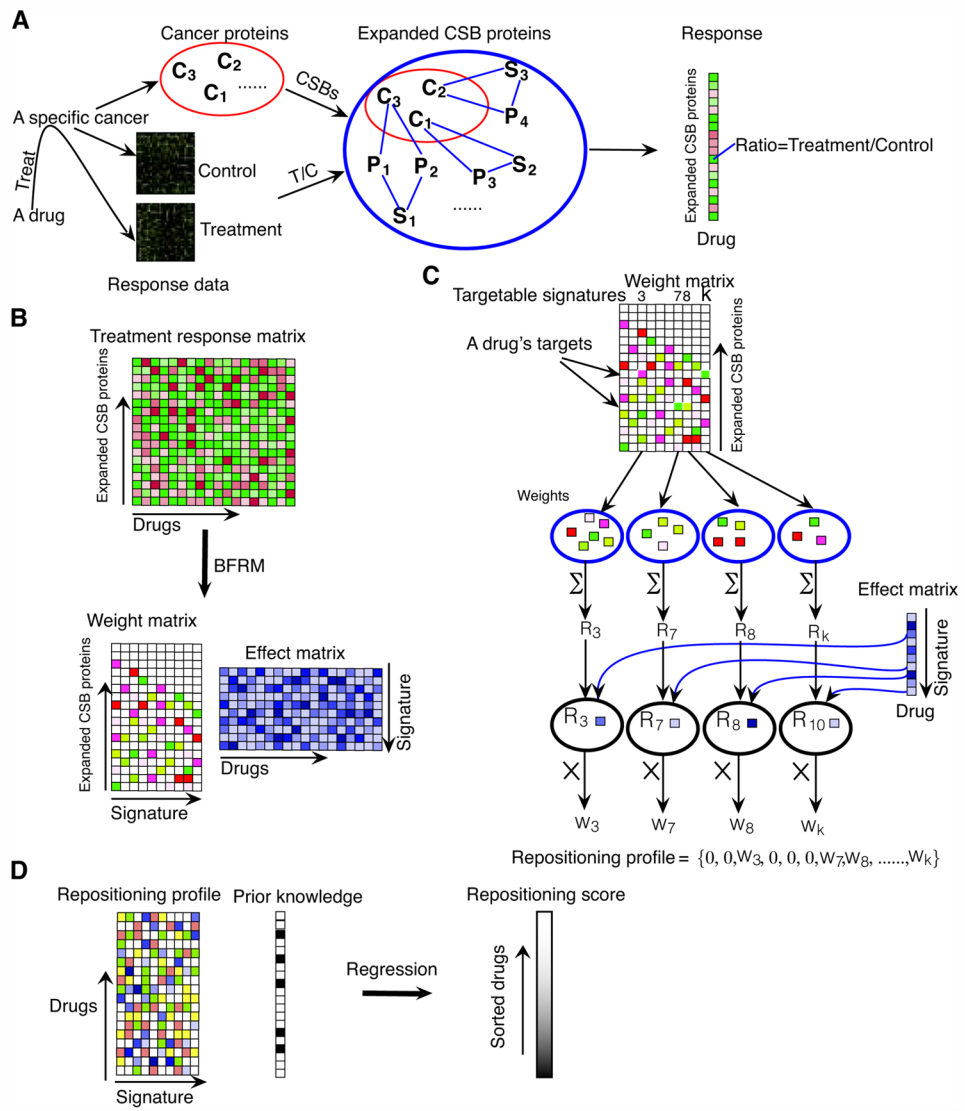 A
Cancer proteins
Expanded CSB proteins
Response
C3
C2
C1
......
CSBs
A specific cancer
Treat
A drug
Control
Treatment
Response data
T/C
C3
C2
C1
S3
P4
P1
P2
P3
S2
S1
......
Expanded CSB proteins
Ratio=Treatment/Control
Drug
B
Treatment response matrix
Expanded CSB proteins
Drugs
BFRM
Weight matrix
Expanded CSB proteins
Signature
Effect matrix
Signature
Drugs
C
Weight matrix
Targetable signatures 3 78 k
A drug's targets
Expanded CSB proteins
Weights
Σ Σ Σ Σ
R3 R7 R8 Rk
Effect matrix
Signature
Drug
R3 R7 R8 R10
X X X X
w3 w7 w8 wk
Repositioning profile = {0, 0,w3, 0, 0, 0,w7,w8, ......,wk}
D
Repositioning profile
Prior knowledge
Repositioning score
Drugs
Signature
Regression
Sorted drugs